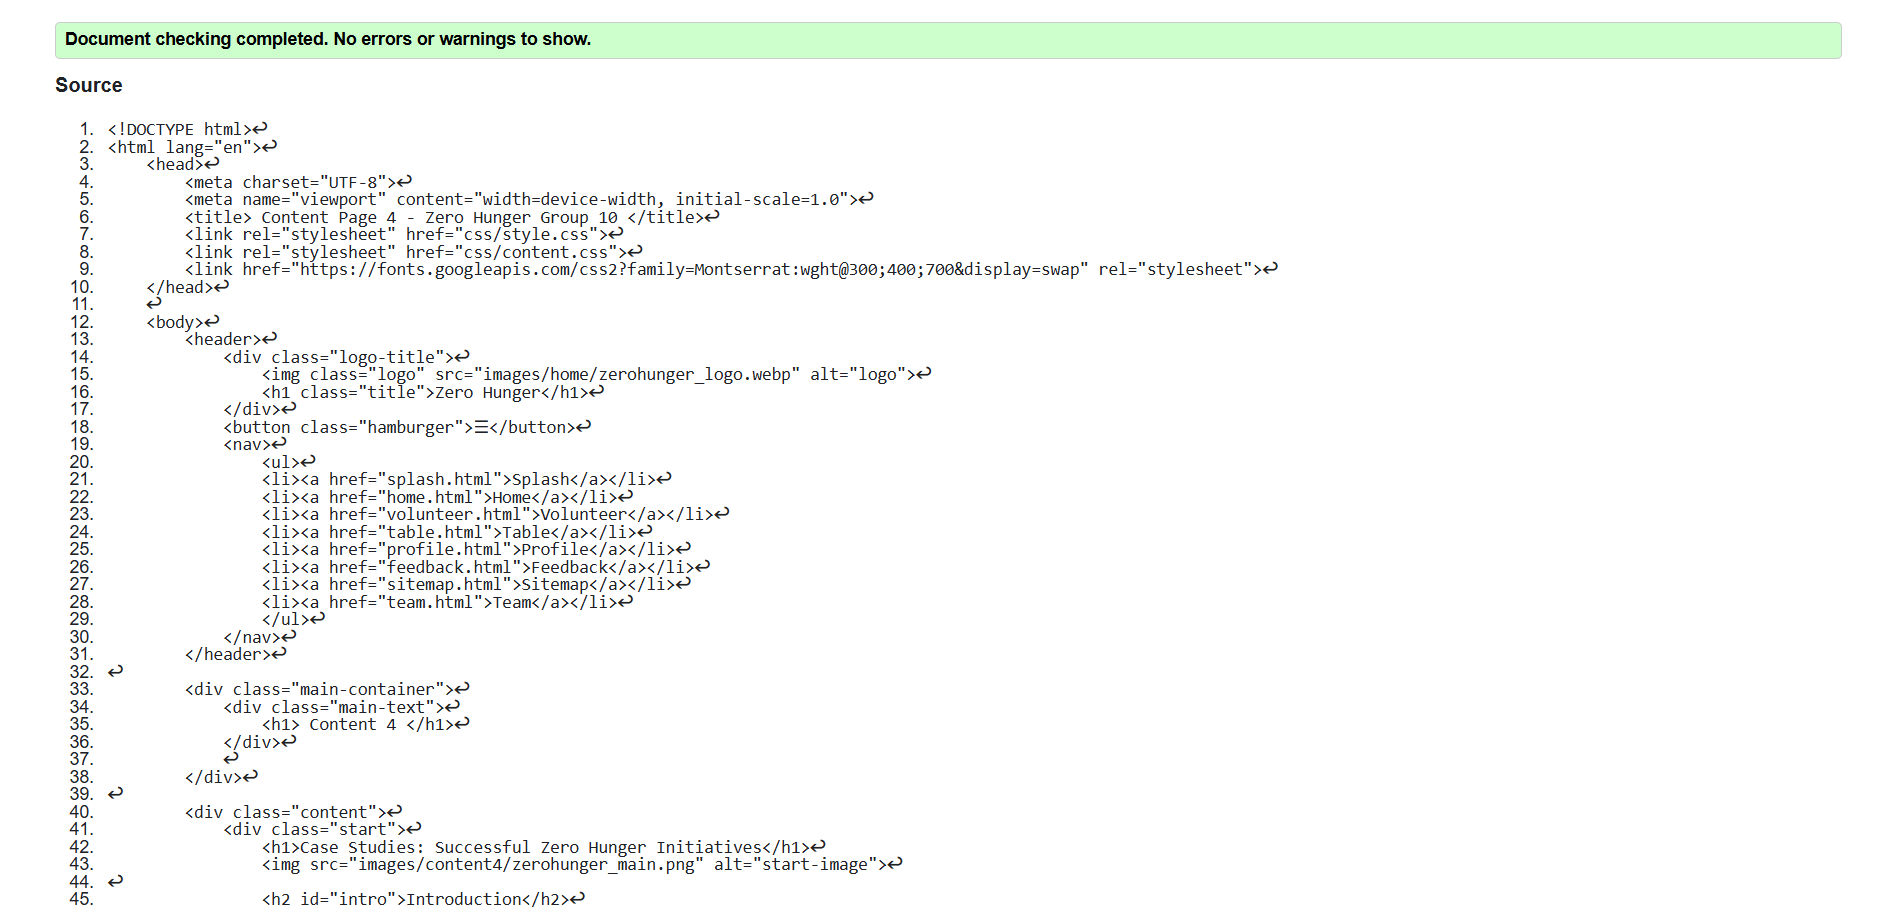 Document checking completed. No errors or warnings to show.
Source
1. <!DOCTYPE html>↩
2. <html lang="en">↩
3.     <head>↩
4.         <meta charset="UTF-8">↩
5.         <meta name="viewport" content="width=device-width, initial-scale=1.0">↩
6.         <title> Content Page 4 - Zero Hunger Group 10 </title>↩
7.         <link rel="stylesheet" href="css/style.css">↩
8.         <link rel="stylesheet" href="css/content.css">↩
9.         <link href="https://fonts.googleapis.com/css2?family=Montserrat:wght@300;400;700&display=swap" rel="stylesheet">↩
10.     </head>↩
11.     ↩
12.     <body>↩
13.         <header>↩
14.             <div class="logo-title">↩
15.                 <img class="logo" src="images/home/zerohunger_logo.webp" alt="logo">↩
16.                 <h1 class="title">Zero Hunger</h1>↩
17.             </div>↩
18.             <button class="hamburger">☰</button>↩
19.             <nav>↩
20.                 <ul>↩
21.                 <li><a href="splash.html">Splash</a></li>↩
22.                 <li><a href="home.html">Home</a></li>↩
23.                 <li><a href="volunteer.html">Volunteer</a></li>↩
24.                 <li><a href="table.html">Table</a></li>↩
25.                 <li><a href="profile.html">Profile</a></li>↩
26.                 <li><a href="feedback.html">Feedback</a></li>↩
27.                 <li><a href="sitemap.html">Sitemap</a></li>↩
28.                 <li><a href="team.html">Team</a></li>↩
29.                 </ul>↩
30.             </nav>↩
31.         </header>↩
32. ↩
33.         <div class="main-container">↩
34.             <div class="main-text">↩
35.                 <h1> Content 4 </h1>↩
36.             </div>↩
37.             ↩
38.         </div>↩
39. ↩
40.         <div class="content">↩
41.             <div class="start">↩
42.                 <h1>Case Studies: Successful Zero Hunger Initiatives</h1>↩
43.                 <img src="images/content4/zerohunger_main.png" alt="start-image">↩
44. ↩
45.                 <h2 id="intro">Introduction</h2>↩